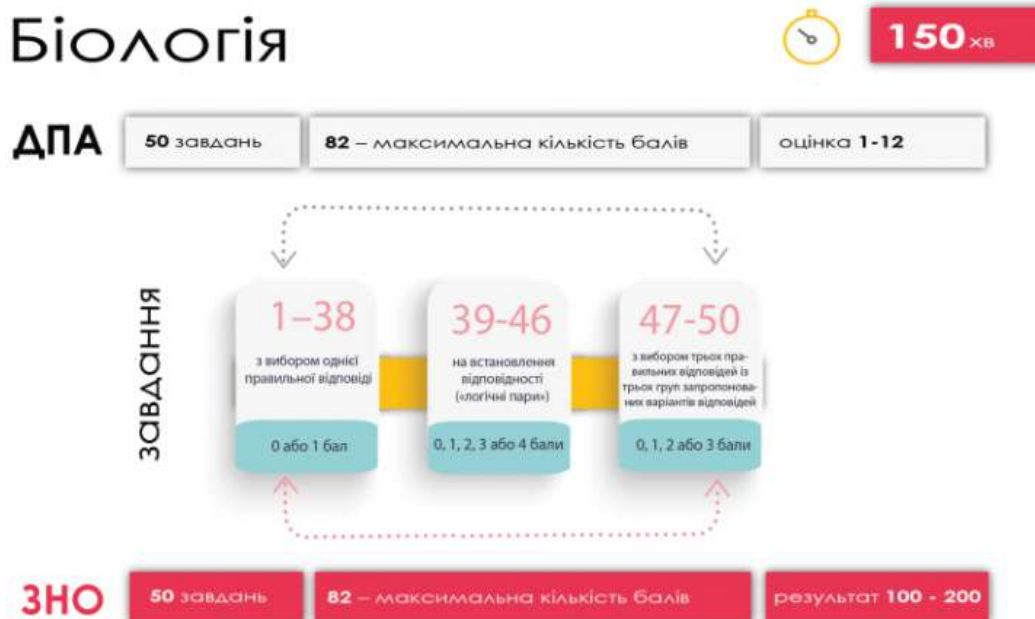 Біологія
150 хв
ДПА
50 завдань
82 – максимальна кількість балів
оцінка 1-12
завдання
1–38
з вибором однієї
правильної відповіді
0 або 1 бал
39-46
на встановлення
відповідності
(«логічні пари»)
0, 1, 2, 3 або 4 бали
47-50
з вибором трьох пра-
вильних відповідей із
трьох груп запропонова-
них варіантів відповідей
0, 1, 2 або 3 бали
ЗНО
50 завдань
82 – максимальна кількість балів
результат 100 - 200